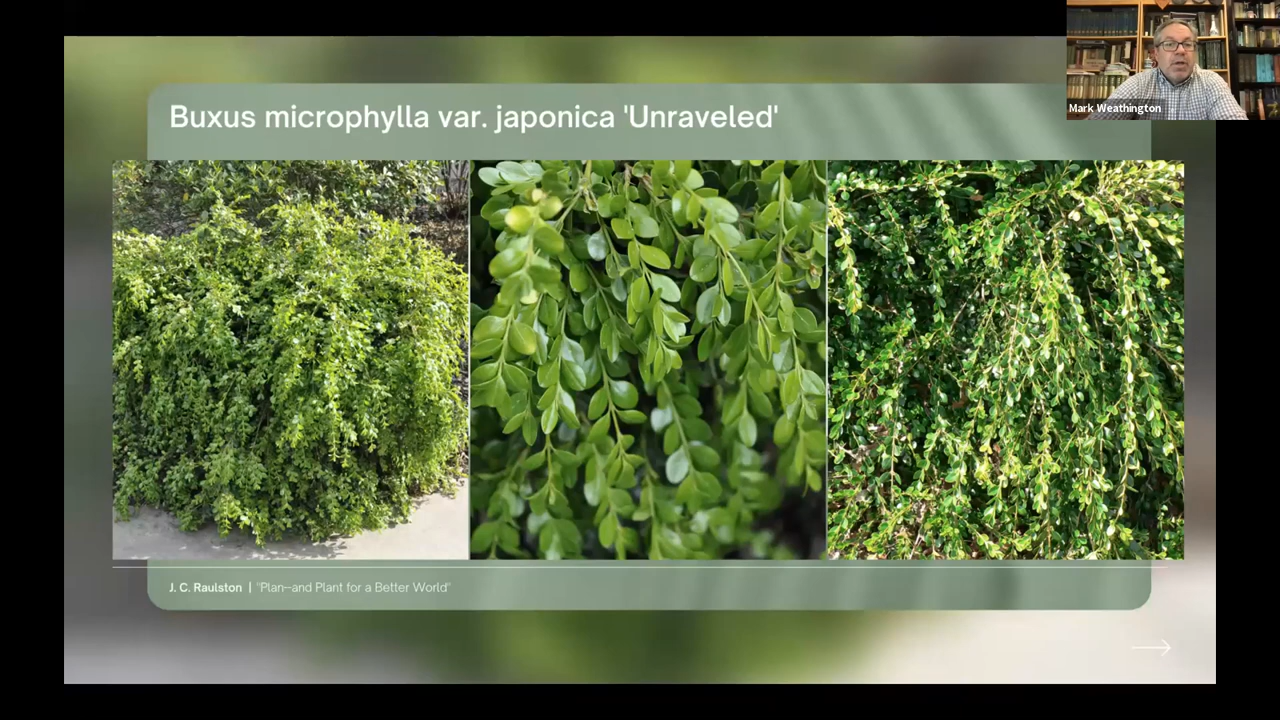 Buxus microphylla var. japonica 'Unraveled'
Mark Weathington
J. C. Raulston | "Plan—and Plant for a Better World"